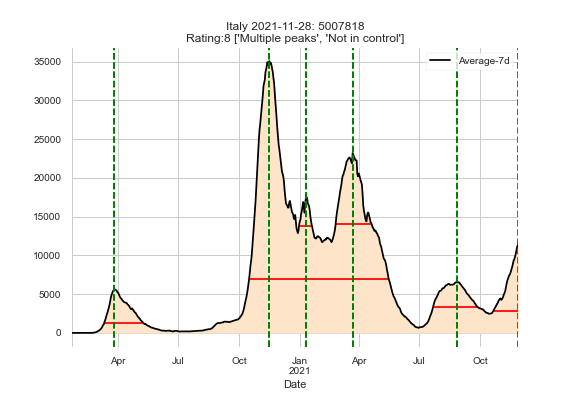 Italy 2021-11-28: 5007818
Rating:8 ['Multiple peaks', 'Not in control']
Average-7d
35000
30000
25000
20000
15000
10000
5000
0
Apr Jul Oct Jan Apr Jul Oct
2021
Date